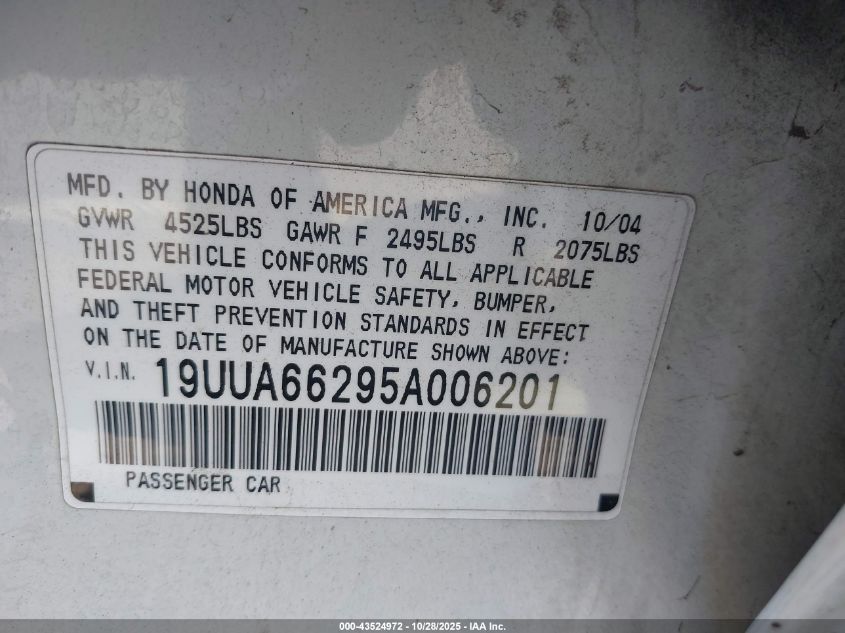 MFD. BY HONDA OF AMERICA MFG., INC. 10/04
GVWR 4525LBS GAWR F 2495LBS R 2075LBS
THIS VEHICLE CONFORMS TO ALL APPLICABLE
FEDERAL MOTOR VEHICLE SAFETY, BUMPER,
AND THEFT PREVENTION STANDARDS IN EFFECT
ON THE DATE OF MANUFACTURE SHOWN ABOVE:
V.I.N. 19UUA66295A006201
PASSENGER CAR
000-43524972 | 10/28/2025 - IAA Inc.